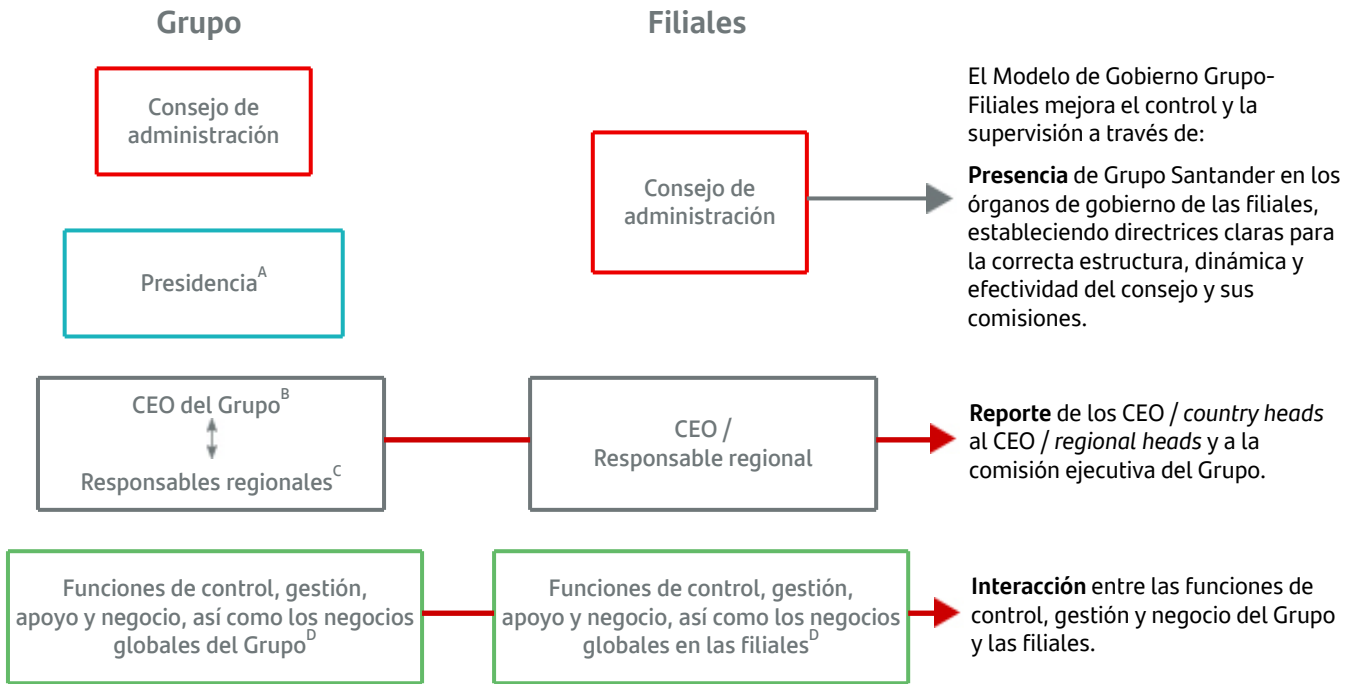 Grupo
Filiales
Consejo de
administración
Presidencia^A
CEO del Grupo^B
Responsables regionales^C
Funciones de control, gestión,
apoyo y negocio, así como los negocios
globales del Grupo^D
Consejo de
administración
CEO /
Responsable regional
Funciones de control, gestión,
apoyo y negocio, así como los negocios
globales en las filiales^D
El Modelo de Gobierno Grupo-
Filiales mejora el control y la
supervisión a través de:
Presencia de Grupo Santander en los
órganos de gobierno de las filiales,
estableciendo directrices claras para
la correcta estructura, dinámica y
efectividad del consejo y sus
comisiones.
Reporte de los CEO / country heads
al CEO / regional heads y a la
comisión ejecutiva del Grupo.
Interacción entre las funciones de
control, gestión y negocio del Grupo
y las filiales.